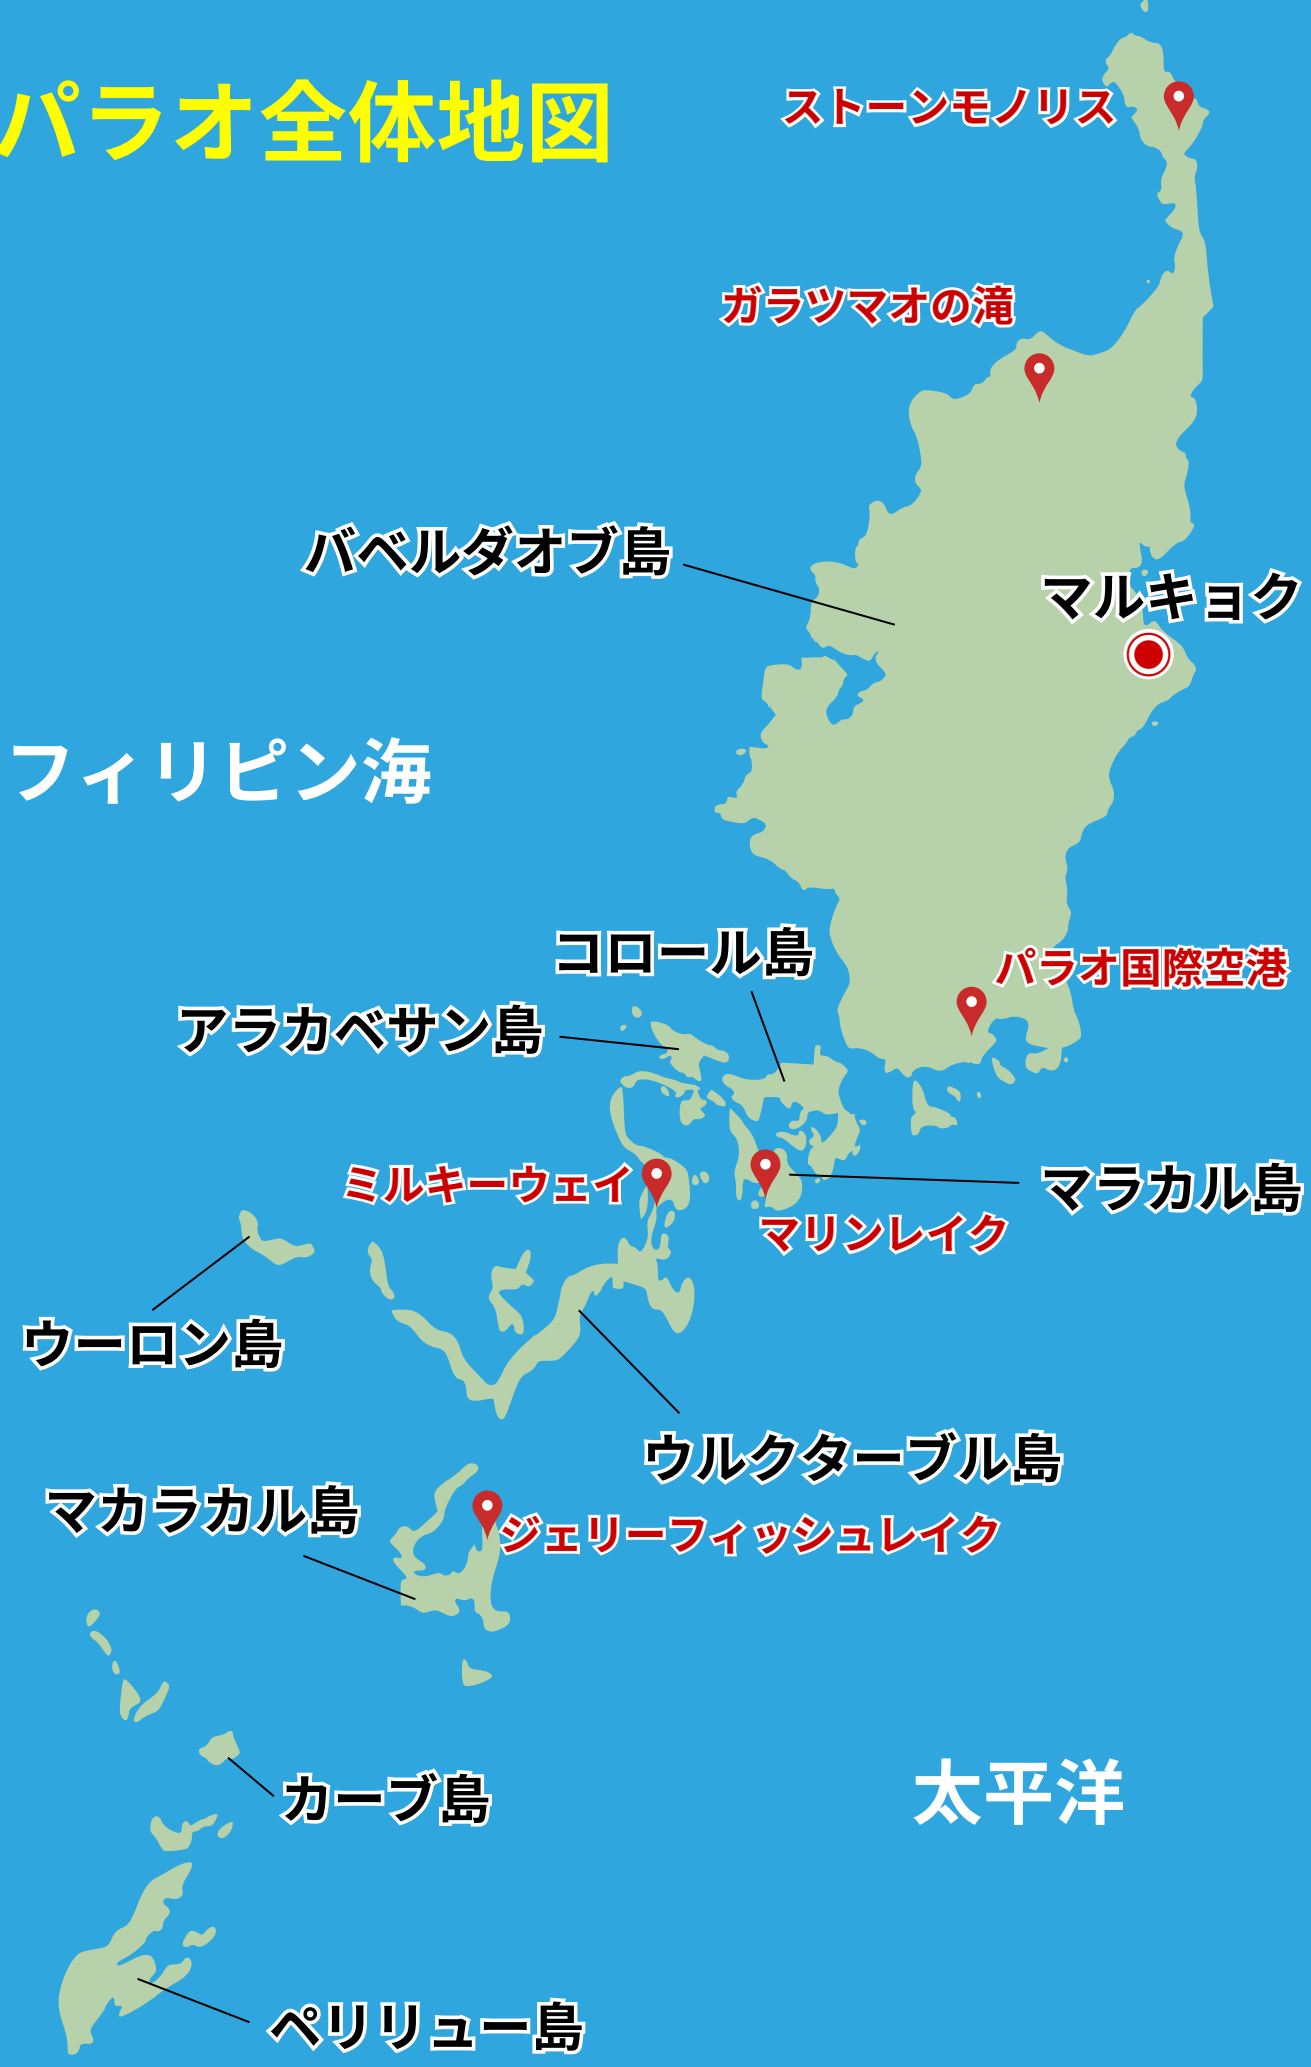 パラオ全体地図
ストーンモノリス
ガラツマオの滝
バベルダオブ島
マルキョク
フィリピン海
コロール島
パラオ国際空港
アラカベサン島
ミルキーウェイ
マラカル島
マリンレイク
ウーロン島
ウルクターブル島
マカラカル島
ジェリーフィッシュレイク
太平洋
カーブ島
ペリリュー島